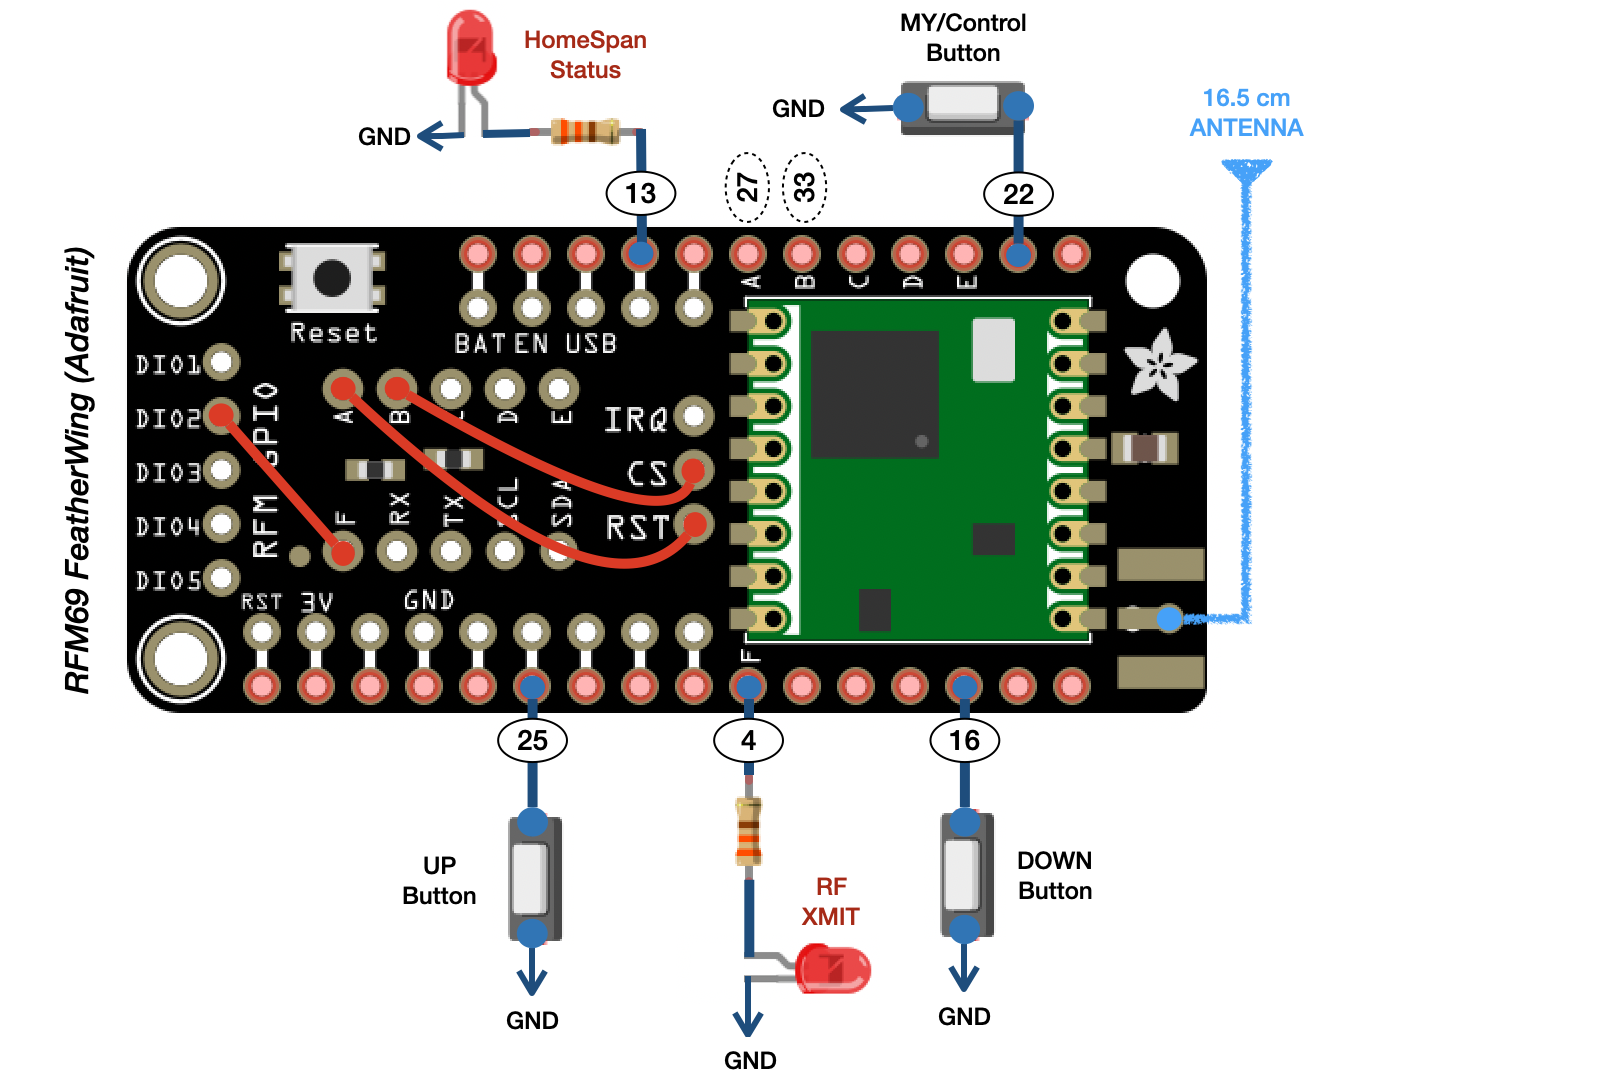 HomeSpan
Status
MY/Control
Button
GND
GND
16.5 cm
ANTENNA
13
27
33
22
RFM69 FeatherWing (Adafruit)
Reset
BAT EN USB
A
B
C
D
E
DIO1
DIO2
DIO3
DIO4
DIO5
RFM GPIO
A
B
D
E
IRQ
CS
RST
F
RX
TX
SCL
SDA
RST
3V
GND
F
25
4
16
UP
Button
RF
XMIT
DOWN
Button
GND
GND
GND